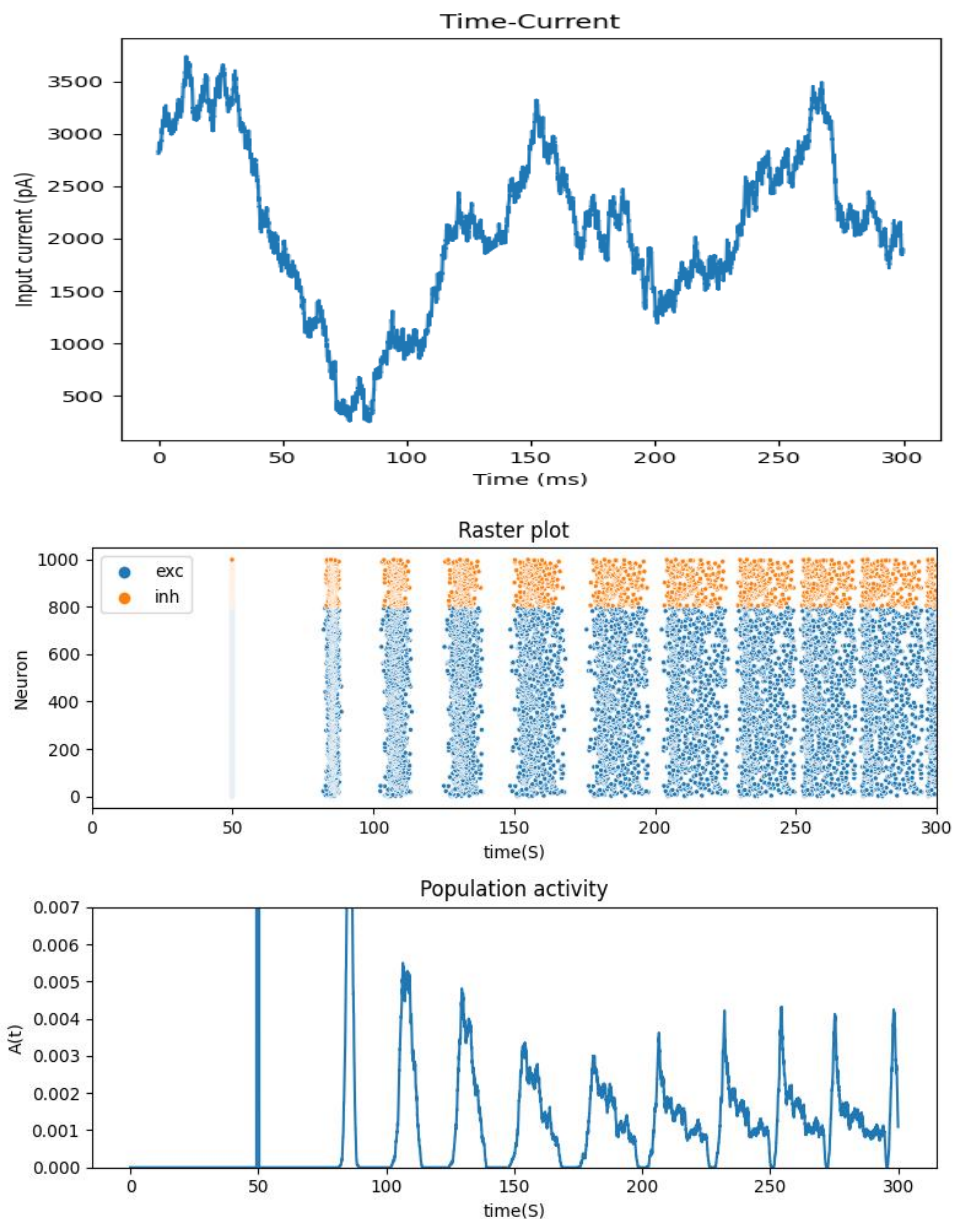 Time-Current
3500
3000
2500
2000
1500
1000
500
Input current (pA)
0 50 100 150 200 250 300
Time (ms)
Raster plot
1000
800
600
400
200
0
Neuron
exc
inh
0 50 100 150 200 250 300
time(S)
Population activity
0.007
0.006
0.005
0.004
0.003
0.002
0.001
0.000
A(t)
0 50 100 150 200 250 300
time(S)